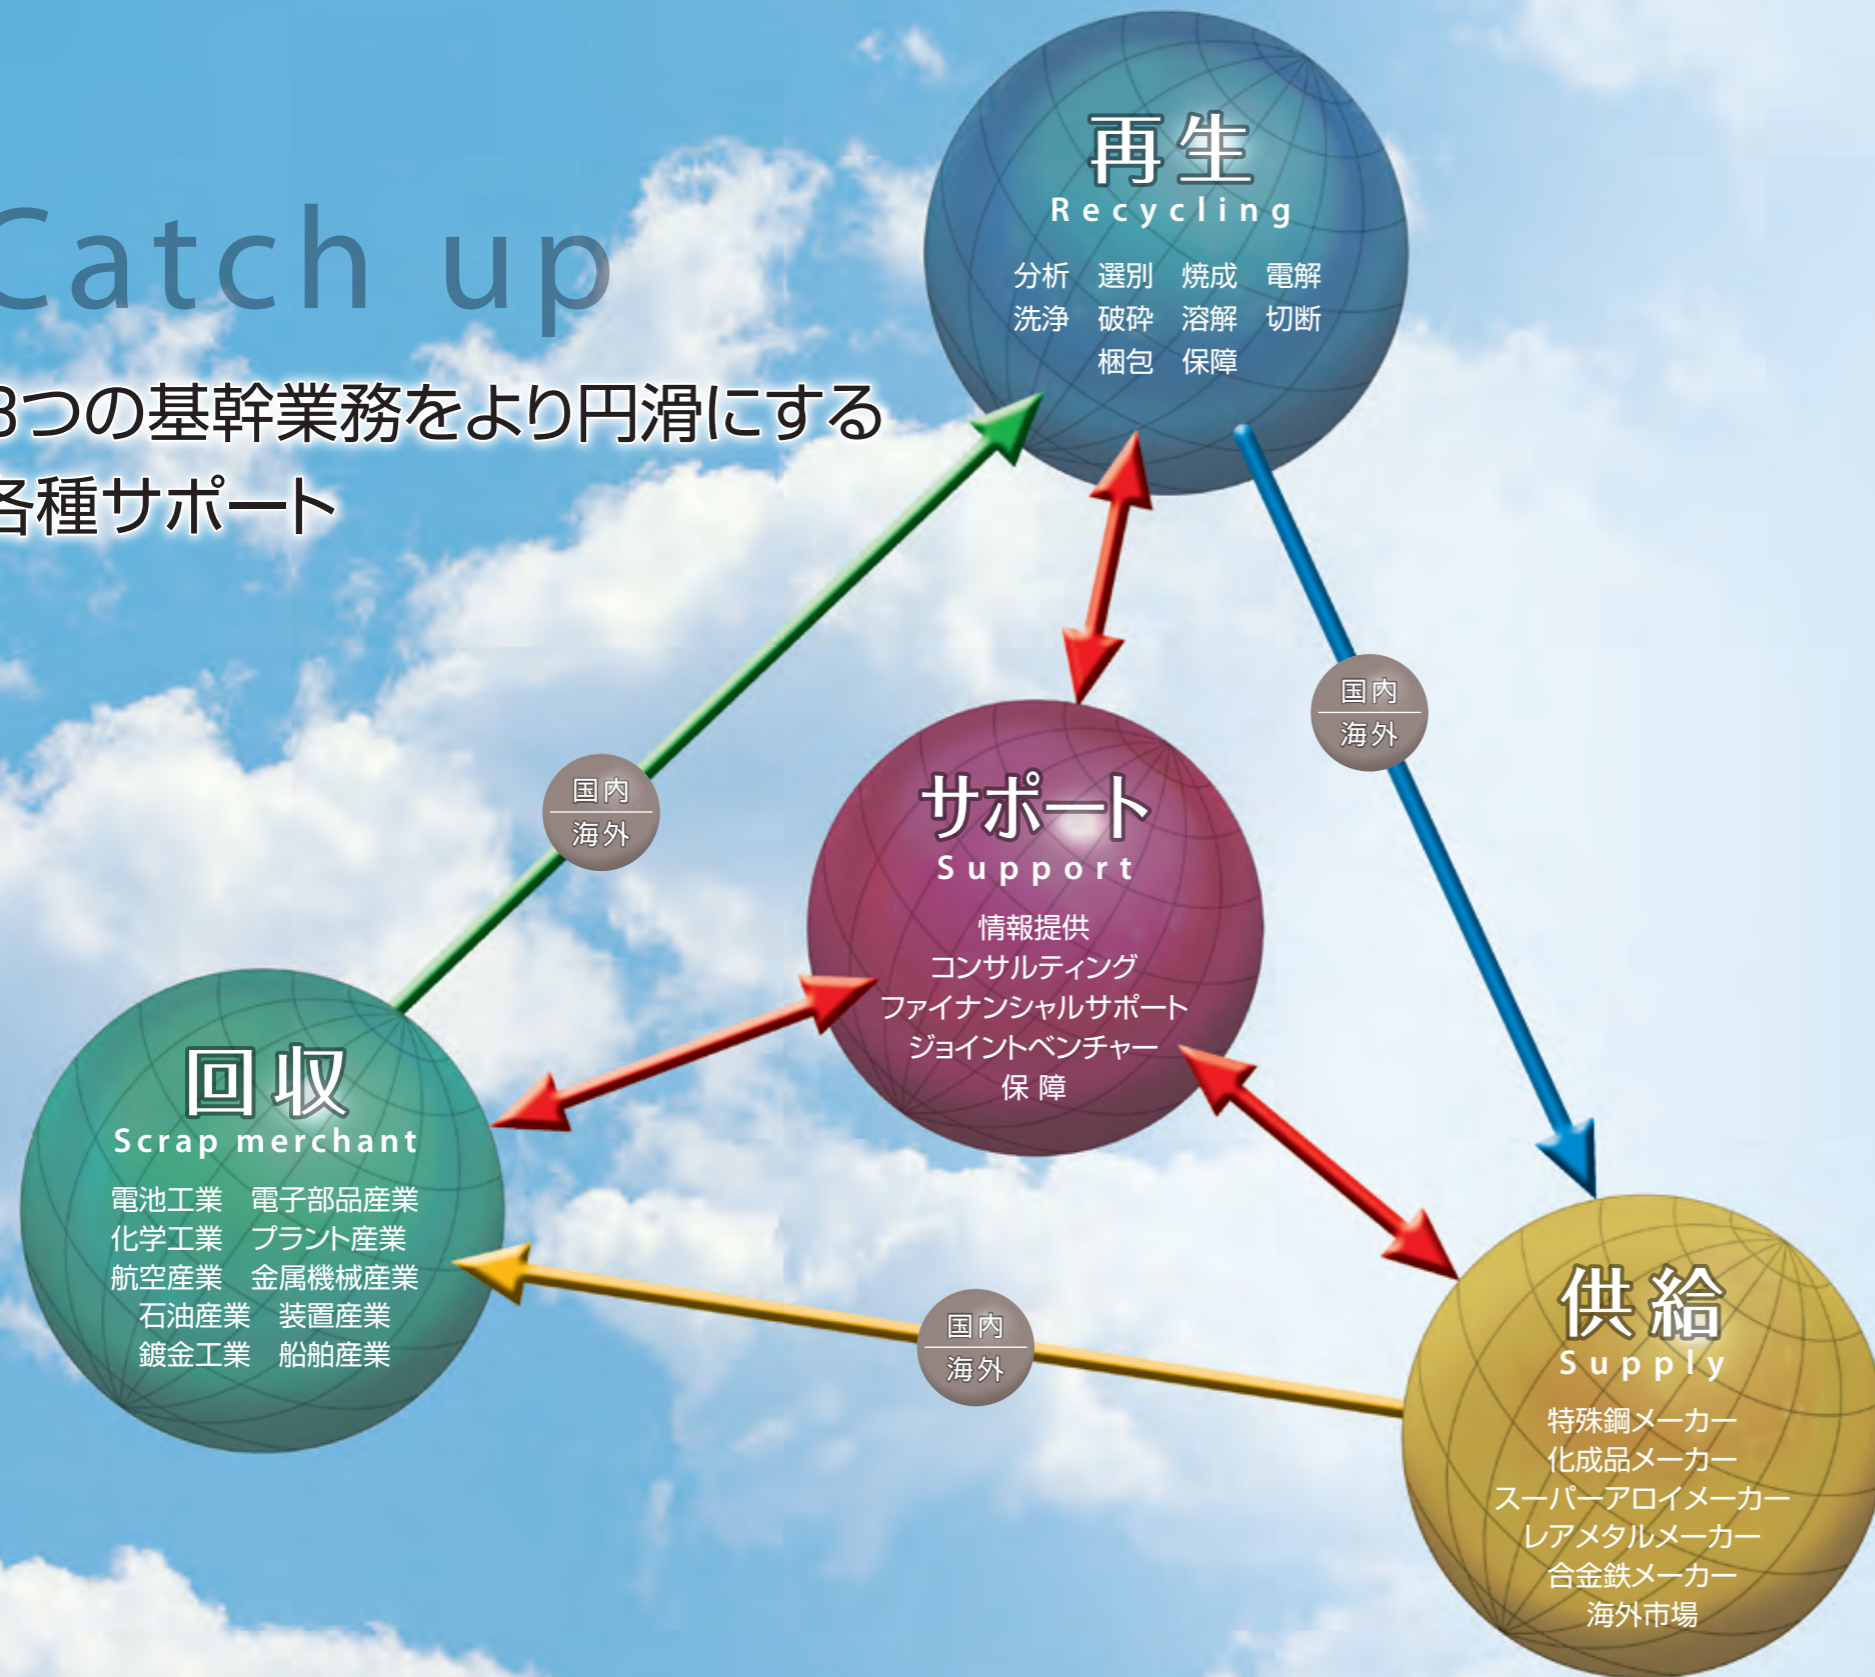 Catch up
3つの基幹業務をより円滑にする
各種サポート
再生
Recycling
分析 選別 焼成 電解
洗浄 破砕 溶解 切断
梱包 保障
国内
海外
国内
海外
サポート
Support
情報提供
コンサルティング
ファイナンシャルサポート
ジョイントベンチャー
保障
回収
Scrap merchant
電池工業 電子部品産業
化学工業 プラント産業
航空産業 金属機械産業
石油産業 装置産業
鍍金工業 船舶産業
国内
海外
供給
Supply
特殊鋼メーカー
化成品メーカー
スーパーアロイメーカー
レアメタルメーカー
合金鉄メーカー
海外市場